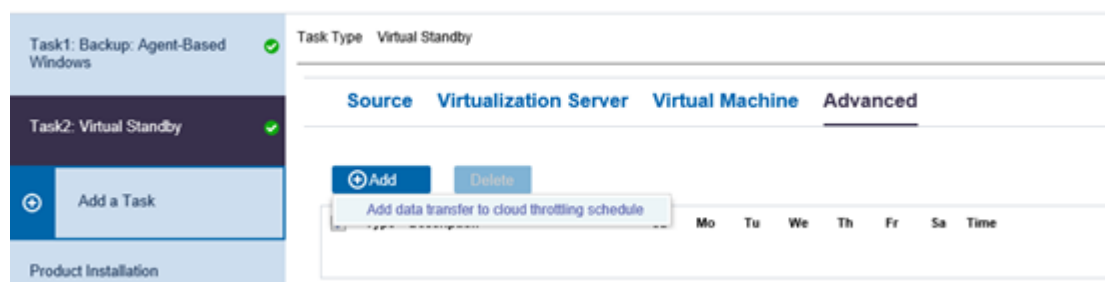 Task1: Backup: Agent-Based
Windows
Task Type Virtual Standby
Source Virtualization Server Virtual Machine Advanced
Task2: Virtual Standby
Add Delete
Add a Task
Add data transfer to cloud throttling schedule
Mo Tu We Th Fr Sa Time
Product Installation